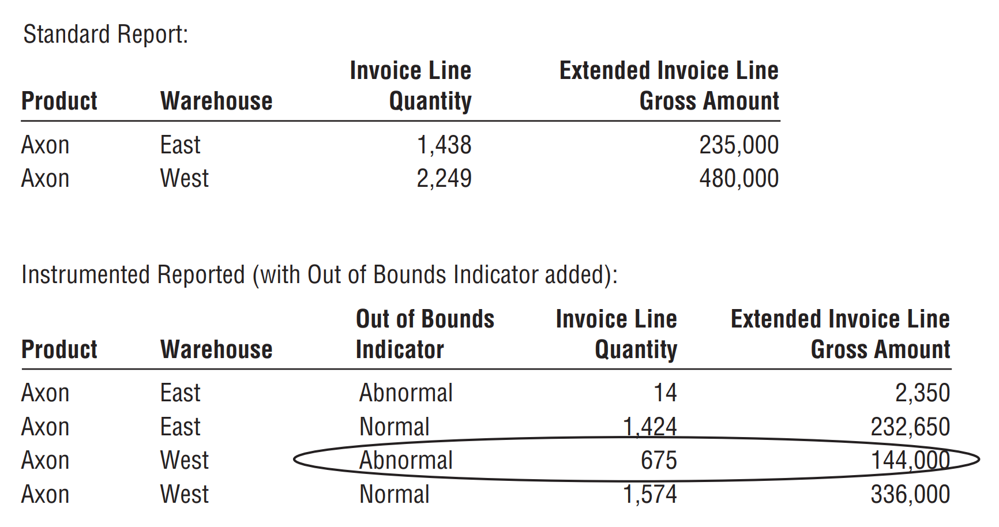 Standard Report:
Invoice Line Extended Invoice Line
Product Warehouse Quantity Gross Amount
Axon East 1,438 235,000
Axon West 2,249 480,000
Instrumented Reported (with Out of Bounds Indicator added):
Out of Bounds Invoice Line Extended Invoice Line
Product Warehouse Indicator Quantity Gross Amount
Axon East Abnormal 14 2,350
Axon East Normal 1,424 232,650
Axon West Abnormal 675 144,000
Axon West Normal 1,574 336,000